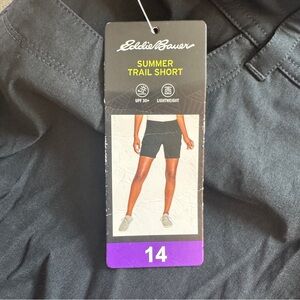 Eddie Bauer
SUMMER
TRAIL SHORT
UPF 30+
LIGHTWEIGHT
14